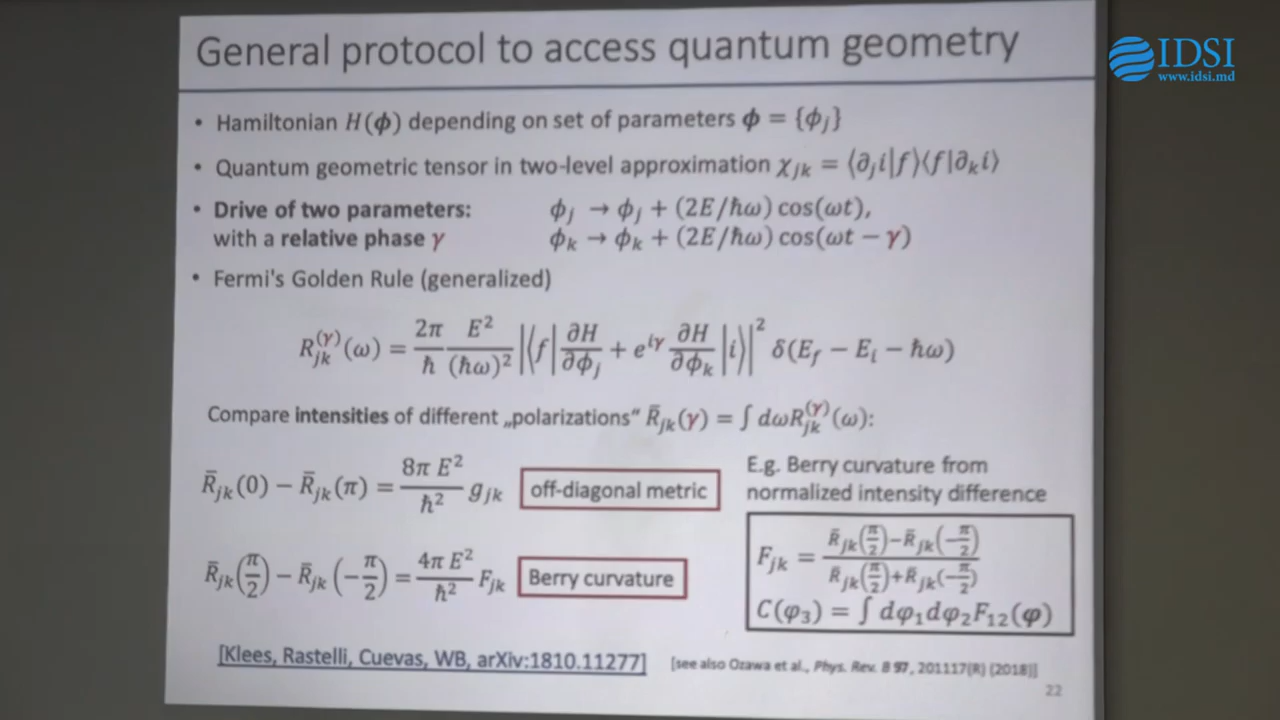 General protocol to access quantum geometry
IDSI
www.idsi.md
• Hamiltonian H(ϕ) depending on set of parameters ϕ = {ϕ_j}
• Quantum geometric tensor in two-level approximation χ_jk = ⟨∂_j i|f⟩⟨f|∂_k i⟩
• Drive of two parameters: ϕ_j → ϕ_j + (2E/ħω) cos(ωt),
with a relative phase γ ϕ_k → ϕ_k + (2E/ħω) cos(ωt − γ)
• Fermi's Golden Rule (generalized)
R_jk^(γ)(ω) = 2π/ħ E²/(ħω)² |⟨f| ∂H/∂ϕ_j + e^iγ ∂H/∂ϕ_k |i⟩|² δ(E_f − E_i − ħω)
Compare intensities of different „polarizations“ R̄_jk(γ) = ∫ dωR_jk^(γ)(ω):
R̄_jk(0) − R̄_jk(π) = 8π E²/ħ² g_jk off-diagonal metric
R̄_jk(π/2) − R̄_jk(−π/2) = 4π E²/ħ² F_jk Berry curvature
E.g. Berry curvature from
normalized intensity difference
F_jk = (R̄_jk(π/2)−R̄_jk(−π/2))/(R̄_jk(π/2)+R̄_jk(−π/2))
C(φ₃) = ∫ dφ₁dφ₂F₁₂(φ)
[Klees, Rastelli, Cuevas, WB, arXiv:1810.11277]
[see also Ozawa et al., Phys. Rev. B 97, 201117(R) (2018)]
22